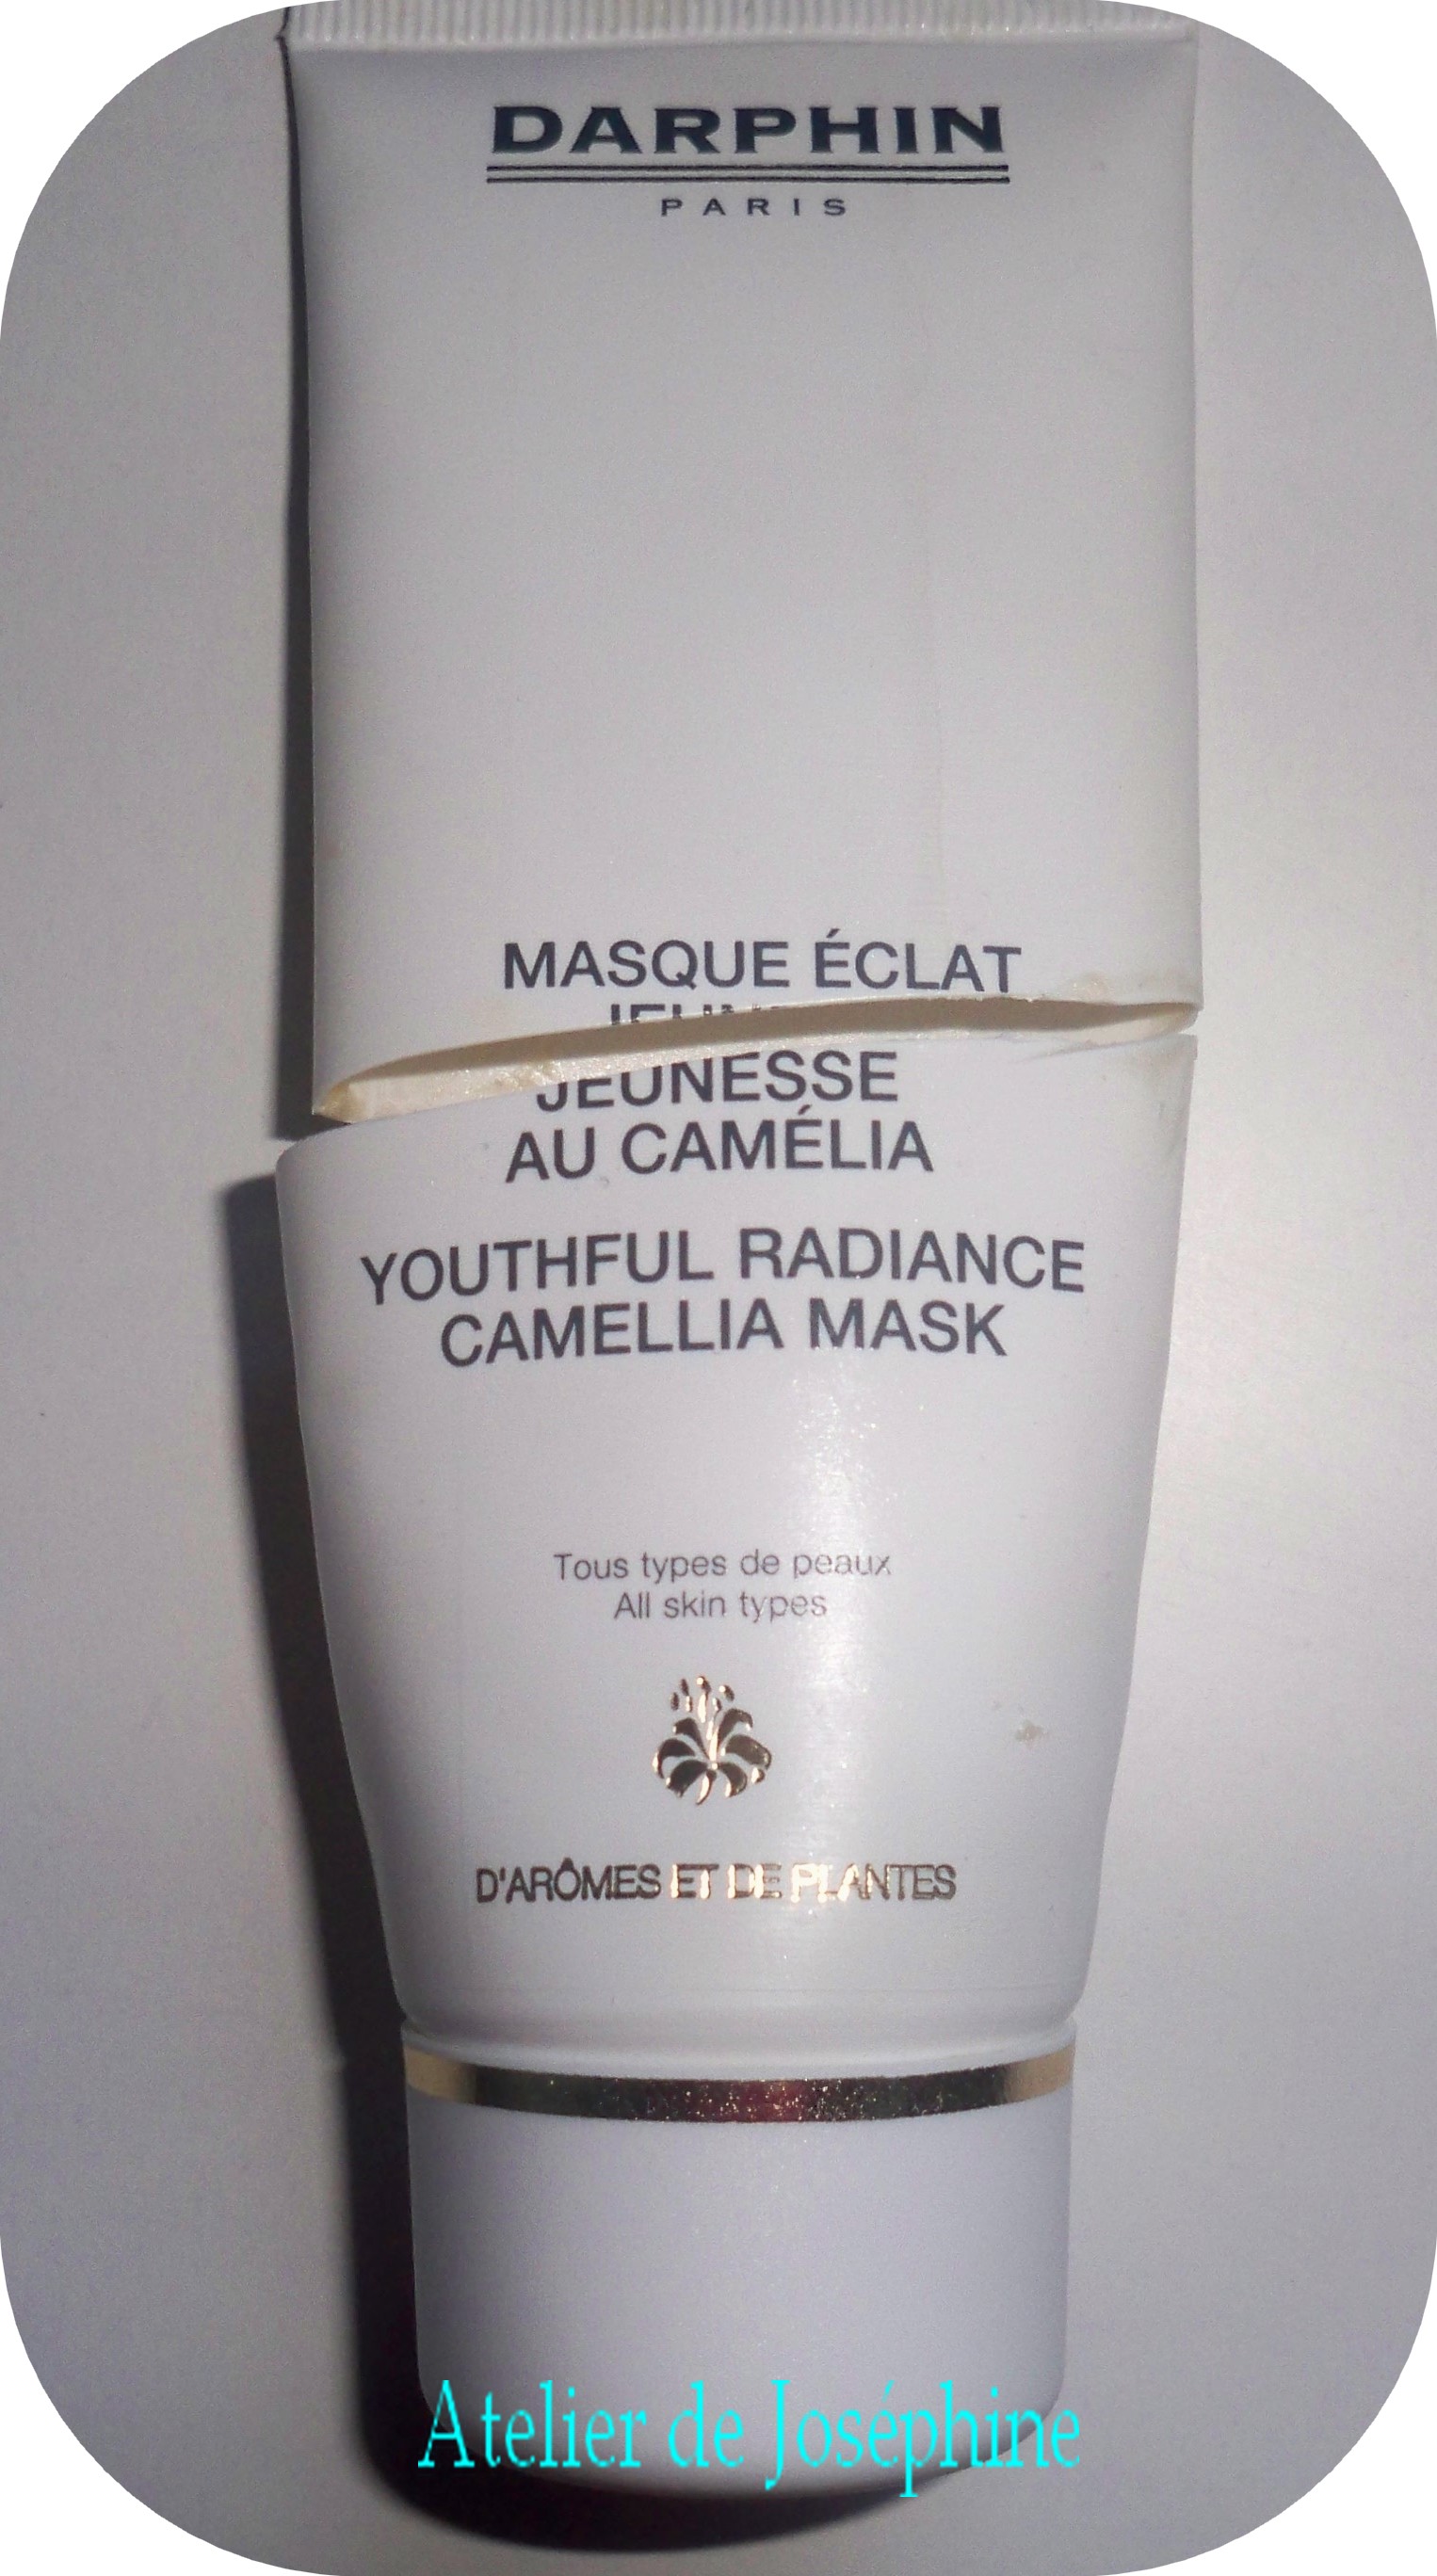 DARPHIN
PARIS
MASQUE ÉCLAT
JEUNESSE
AU CAMÉLIA
YOUTHFUL RADIANCE
CAMELLIA MASK
Tous types de peaux
All skin types
D'ARÔMES ET DE PLANTES
Atelier de Joséphine